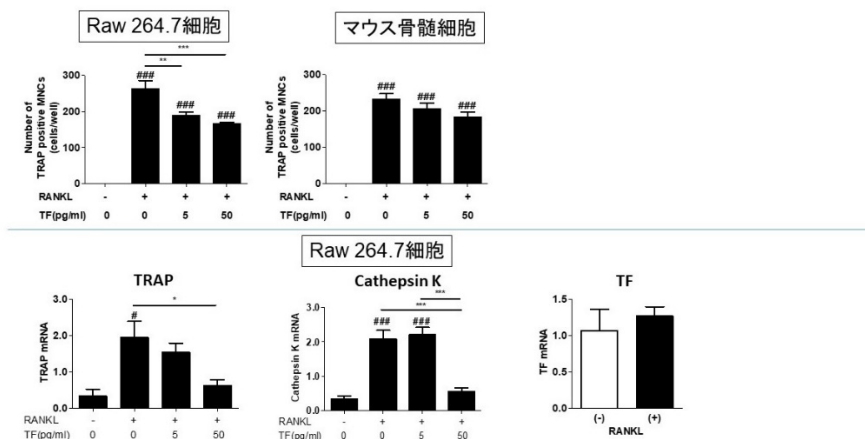 Raw 264.7細胞
***
**
###
###
###
300
200
100
0
Number of
TRAP positive MNCs
(cells/well)
RANKL - + + +
TF(pg/ml) 0 0 5 50
マウス骨髄細胞
###
###
###
300
200
100
0
Number of
TRAP positive MNCs
(cells/well)
RANKL - + + +
TF(pg/ml) 0 0 5 50
Raw 264.7細胞
TRAP
*
#
3.0
2.0
1.0
0.0
TRAP mRNA
RANKL - + + +
TF(pg/ml) 0 0 5 50
Cathepsin K
***
***
###
###
3.0
2.0
1.0
0.0
Cathepsin K mRNA
RANKL - + + +
TF(pg/ml) 0 0 5 50
TF
1.5
1.0
0.5
0.0
TF mRNA
(-) (+)
RANKL